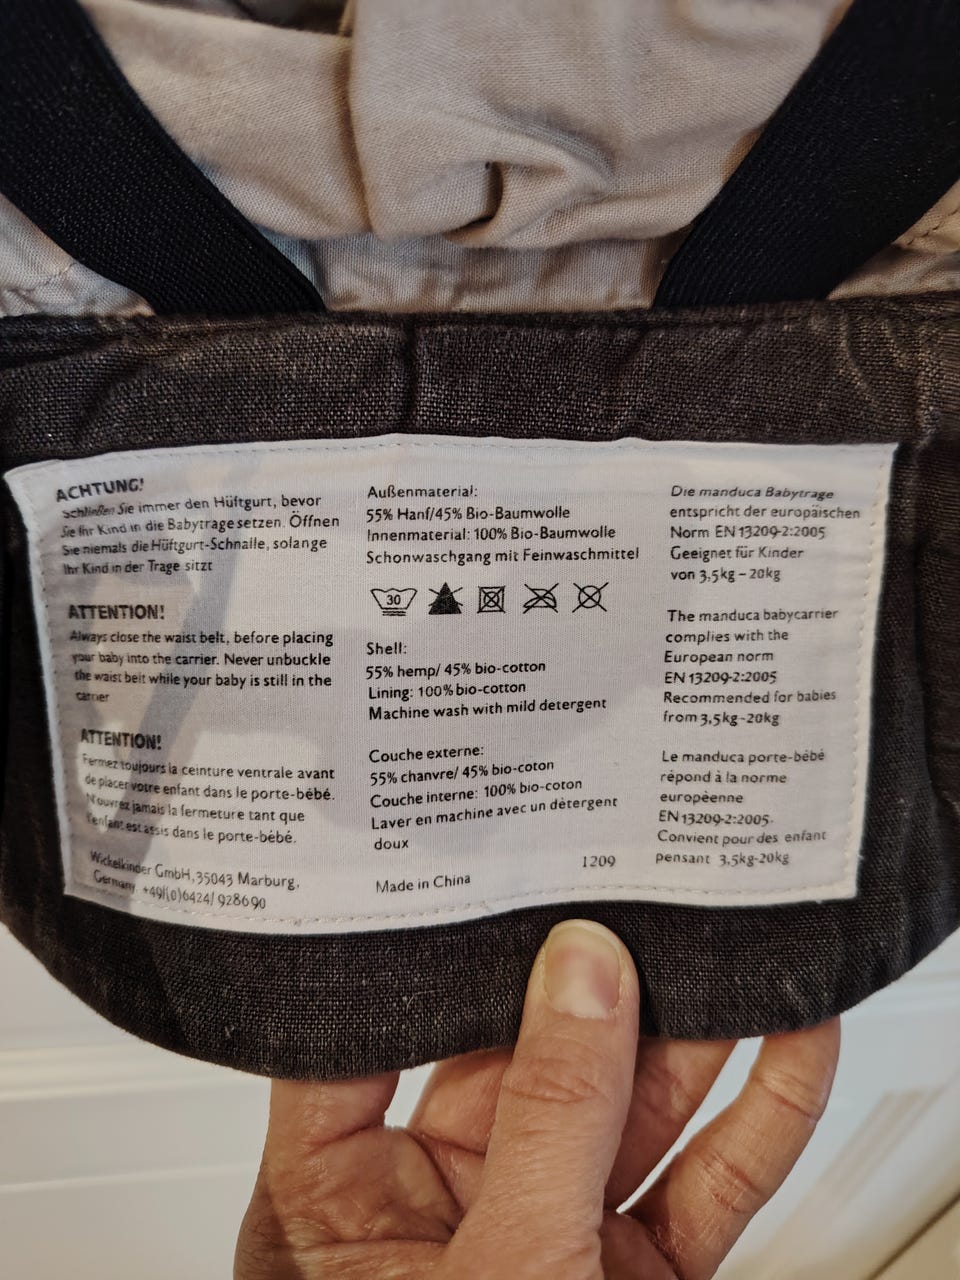 ACHTUNG!
Schließen Sie immer den Hüftgurt, bevor
Sie Ihr Kind in die Babytrage setzen. Öffnen
Sie niemals die Hüftgurt-Schnalle, solange
Ihr Kind in der Trage sitzt
ATTENTION!
Always close the waist belt, before placing
your baby into the carrier. Never unbuckle
the waist belt while your baby is still in the
carrier
ATTENTION!
Fermez toujours la ceinture ventrale avant
de placer votre enfant dans le porte-bébé.
N'ouvrez jamais la fermeture tant que
l'enfant est assis dans le porte-bébé.
Wickelkinder GmbH, 35043 Marburg,
Germany, +49/(0)6424/ 928690
Außenmaterial:
55% Hanf/45% Bio-Baumwolle
Innenmaterial: 100% Bio-Baumwolle
Schonwaschgang mit Feinwaschmittel
30
Shell:
55% hemp/ 45% bio-cotton
Lining: 100% bio-cotton
Machine wash with mild detergent
Couche externe:
55% chanvre/ 45% bio-coton
Couche interne: 100% bio-coton
Laver en machine avec un détergent
doux
Made in China
1209
Die manduca Babytrage
entspricht der europäischen
Norm EN 13209-2:2005
Geeignet für Kinder
von 3,5kg – 20kg
The manduca babycarrier
complies with the
European norm
EN 13209-2:2005
Recommended for babies
from 3,5kg-20kg
Le manduca porte-bébé
répond à la norme
européenne
EN 13209-2:2005.
Convient pour des enfant
pensant 3,5kg-20kg